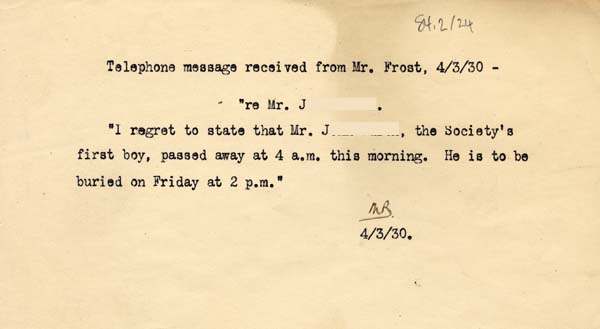 84.2/24
Telephone message received from Mr. Frost, 4/3/30 -
"re Mr. J .
"I regret to state that Mr. J , the Society's
first boy, passed away at 4 a.m. this morning. He is to be
buried on Friday at 2 p.m."
4/3/30.